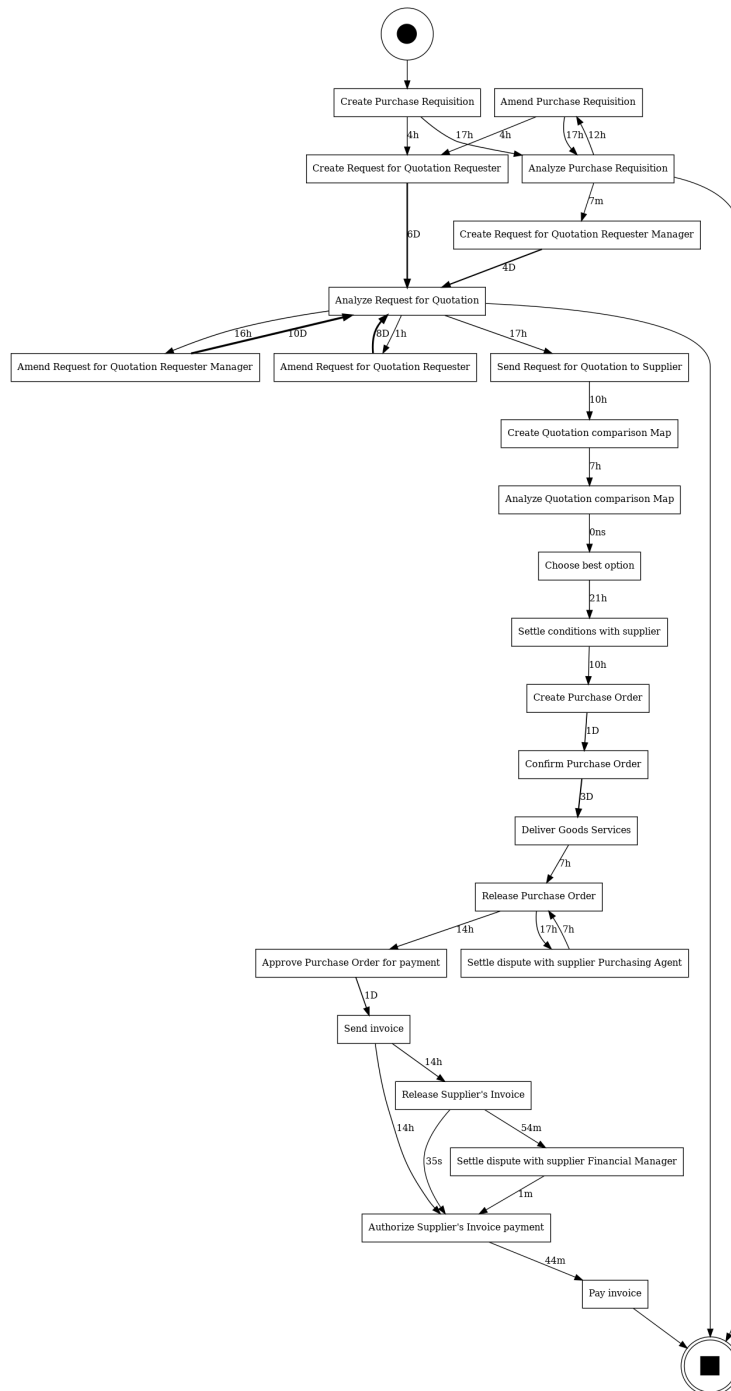 Create Purchase Requisition
Amend Purchase Requisition
4h
17h
4h
17h
12h
Create Request for Quotation Requester
Analyze Purchase Requisition
7m
Create Request for Quotation Requester Manager
6D
4D
Analyze Request for Quotation
16h
10D
8D
1h
17h
Amend Request for Quotation Requester Manager
Amend Request for Quotation Requester
Send Request for Quotation to Supplier
10h
Create Quotation comparison Map
7h
Analyze Quotation comparison Map
0ns
Choose best option
21h
Settle conditions with supplier
10h
Create Purchase Order
1D
Confirm Purchase Order
3D
Deliver Goods Services
7h
Release Purchase Order
14h
17h
7h
Approve Purchase Order for payment
Settle dispute with supplier Purchasing Agent
1D
Send invoice
14h
Release Supplier's Invoice
14h
35s
54m
Settle dispute with supplier Financial Manager
1m
Authorize Supplier's Invoice payment
44m
Pay invoice